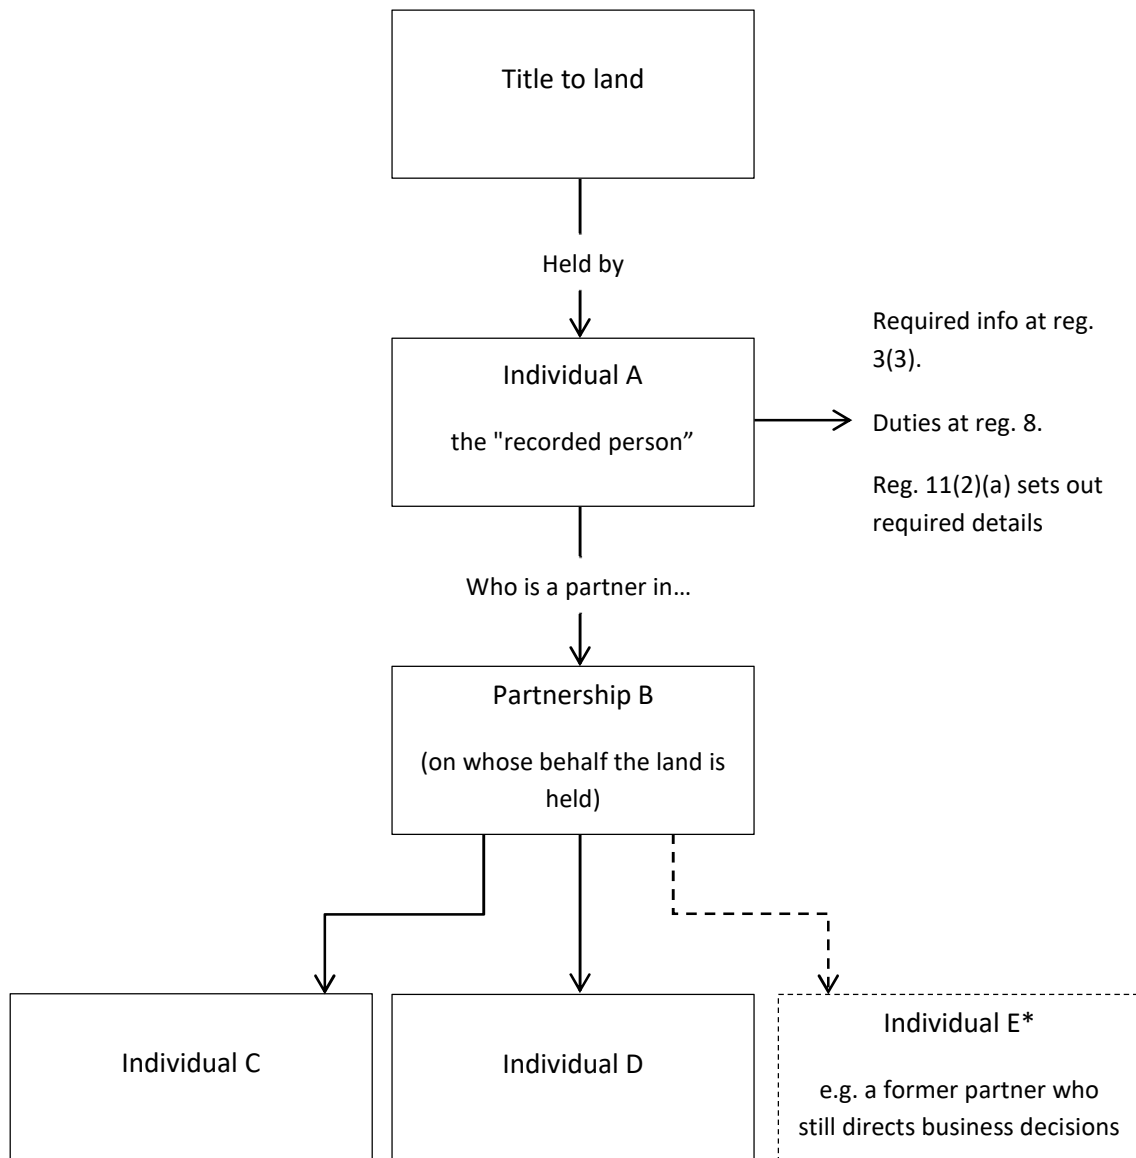 Title to land
Held by
Individual A
the "recorded person”
Required info at reg.
3(3).
Duties at reg. 8.
Reg. 11(2)(a) sets out
required details
Who is a partner in…
Partnership B
(on whose behalf the land is
held)
Individual C
Individual D
Individual E*
e.g. a former partner who
still directs business decisions